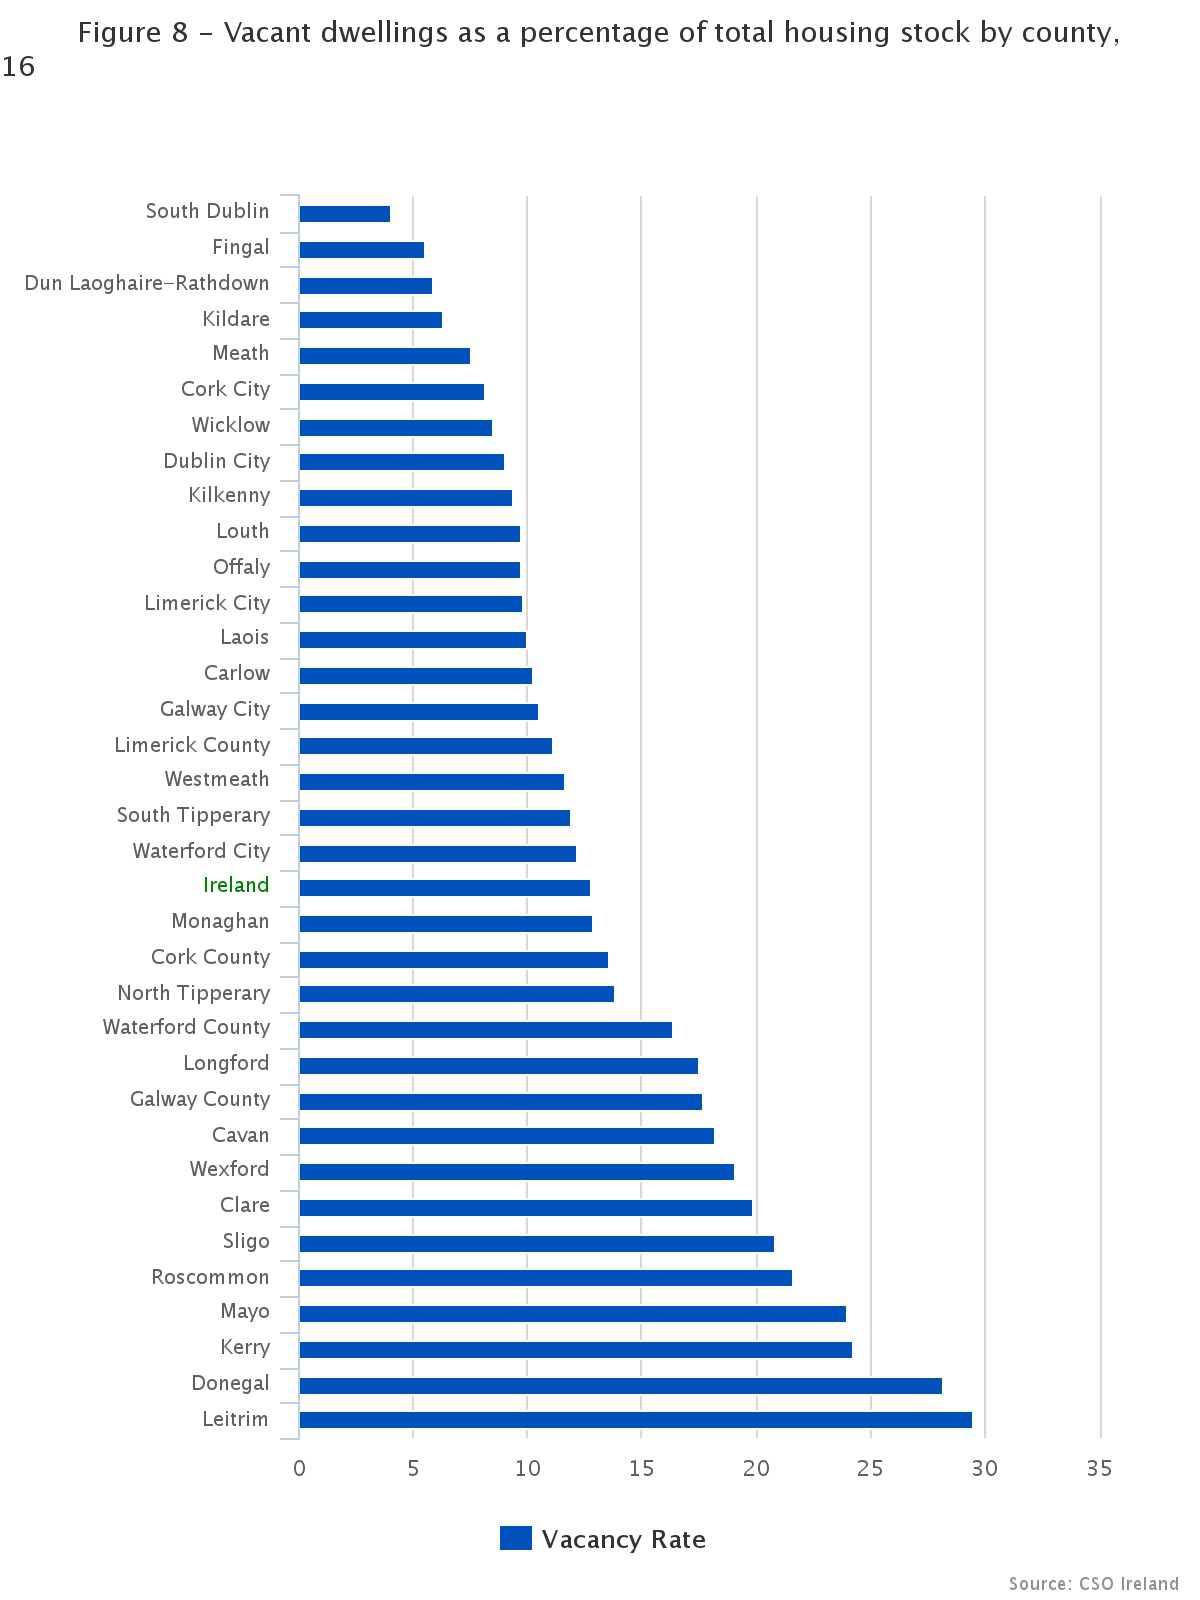 Figure 8 – Vacant dwellings as a percentage of total housing stock by county,
16
South Dublin
Fingal
Dun Laoghaire–Rathdown
Kildare
Meath
Cork City
Wicklow
Dublin City
Kilkenny
Louth
Offaly
Limerick City
Laois
Carlow
Galway City
Limerick County
Westmeath
South Tipperary
Waterford City
Ireland
Monaghan
Cork County
North Tipperary
Waterford County
Longford
Galway County
Cavan
Wexford
Clare
Sligo
Roscommon
Mayo
Kerry
Donegal
Leitrim
0 5 10 15 20 25 30 35
Vacancy Rate
Source: CSO Ireland